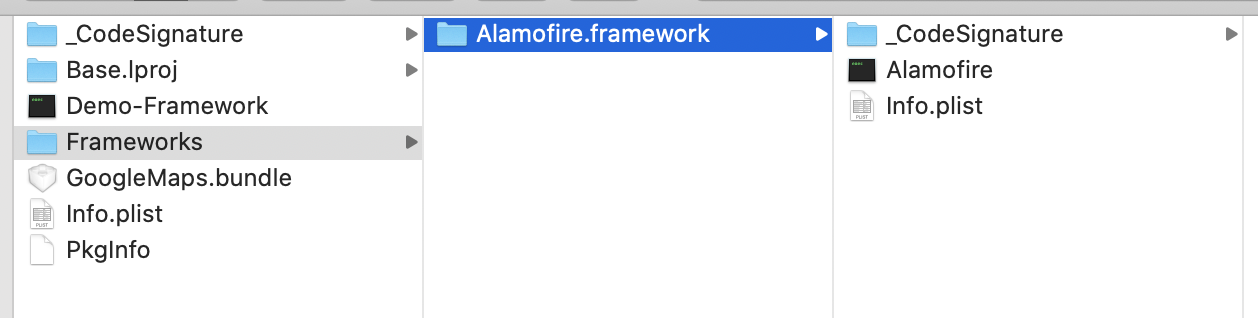 _CodeSignature
Base.lproj
Demo-Framework
Frameworks
GoogleMaps.bundle
Info.plist
PkgInfo
Alamofire.framework
_CodeSignature
Alamofire
Info.plist